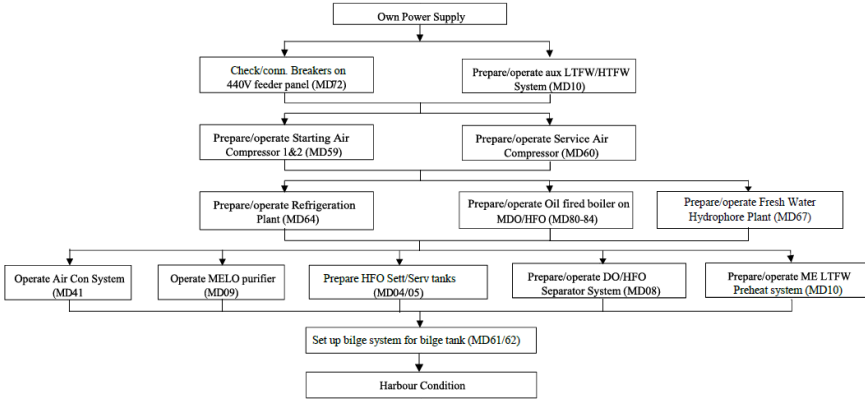 Own Power Supply
Check/conn. Breakers on
440V feeder panel (MD72)
Prepare/operate aux LTFW/HTFW
System (MD10)
Prepare/operate Starting Air
Compressor 1&2 (MD59)
Prepare/operate Service Air
Compressor (MD60)
Prepare/operate Refrigeration
Plant (MD64)
Prepare/operate Oil fired boiler on
MDO/HFO (MD80-84)
Prepare/operate Fresh Water
Hydrophore Plant (MD67)
Operate Air Con System
(MD41
Operate MELO purifier
(MD09)
Prepare HFO Sett/Serv tanks
(MD04/05)
Prepare/operate DO/HFO
Separator System (MD08)
Prepare/operate ME LTFW
Preheat system (MD10)
Set up bilge system for bilge tank (MD61/62)
Harbour Condition